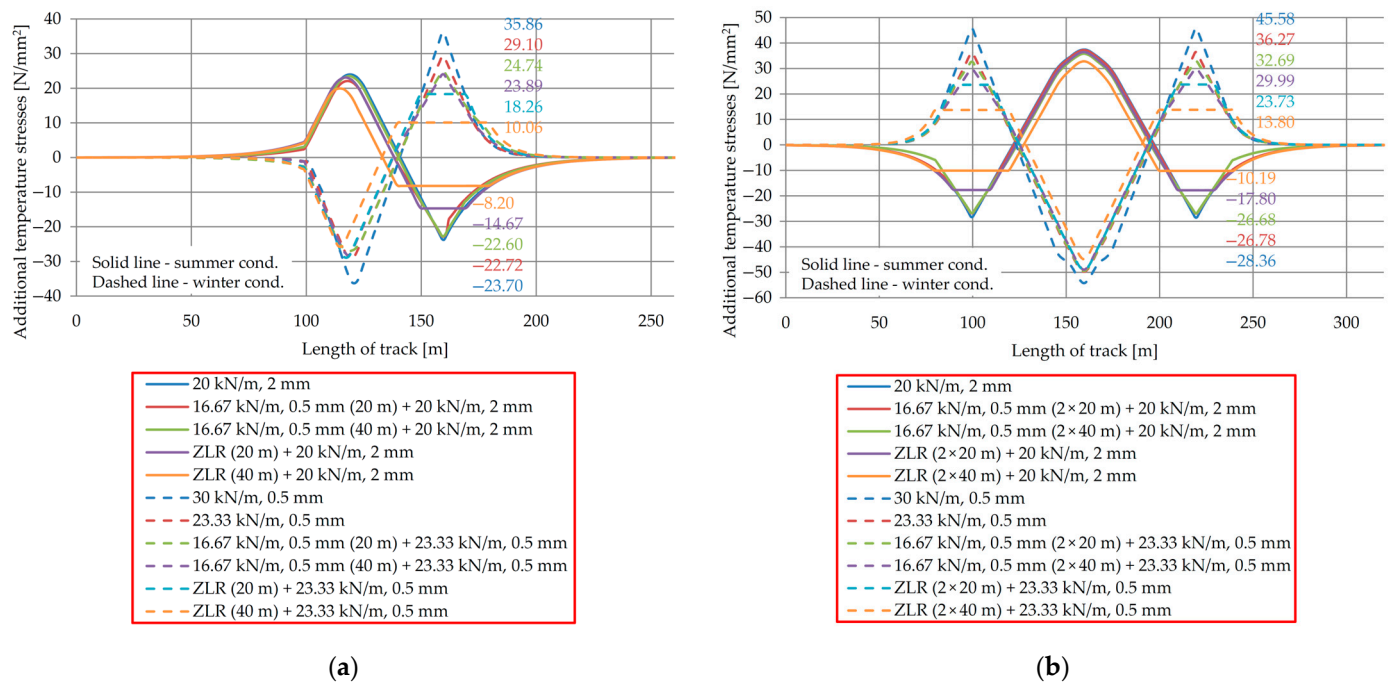 Additional temperature stresses [N/mm²]
40
30
20
10
0
−10
−20
−30
−40
35.86
29.10
24.74
23.89
18.26
10.06
−8.20
−14.67
−22.60
−22.72
−23.70
Solid line - summer cond.
Dashed line - winter cond.
0
50
100
150
200
250
Length of track [m]
20 kN/m, 2 mm
16.67 kN/m, 0.5 mm (20 m) + 20 kN/m, 2 mm
16.67 kN/m, 0.5 mm (40 m) + 20 kN/m, 2 mm
ZLR (20 m) + 20 kN/m, 2 mm
ZLR (40 m) + 20 kN/m, 2 mm
30 kN/m, 0.5 mm
23.33 kN/m, 0.5 mm
16.67 kN/m, 0.5 mm (20 m) + 23.33 kN/m, 0.5 mm
16.67 kN/m, 0.5 mm (40 m) + 23.33 kN/m, 0.5 mm
ZLR (20 m) + 23.33 kN/m, 0.5 mm
ZLR (40 m) + 23.33 kN/m, 0.5 mm
(a)
Additional temperature stresses [N/mm²]
50
40
30
20
10
0
−10
−20
−30
−40
−50
−60
45.58
36.27
32.69
29.99
23.73
13.80
−10.19
−17.80
−26.68
−26.78
−28.36
Solid line - summer cond.
Dashed line - winter cond.
0
50
100
150
200
250
300
Length of track [m]
20 kN/m, 2 mm
16.67 kN/m, 0.5 mm (2×20 m) + 20 kN/m, 2 mm
16.67 kN/m, 0.5 mm (2×40 m) + 20 kN/m, 2 mm
ZLR (2×20 m) + 20 kN/m, 2 mm
ZLR (2×40 m) + 20 kN/m, 2 mm
30 kN/m, 0.5 mm
23.33 kN/m, 0.5 mm
16.67 kN/m, 0.5 mm (2×20 m) + 23.33 kN/m, 0.5 mm
16.67 kN/m, 0.5 mm (2×40 m) + 23.33 kN/m, 0.5 mm
ZLR (2×20 m) + 23.33 kN/m, 0.5 mm
ZLR (2×40 m) + 23.33 kN/m, 0.5 mm
(b)